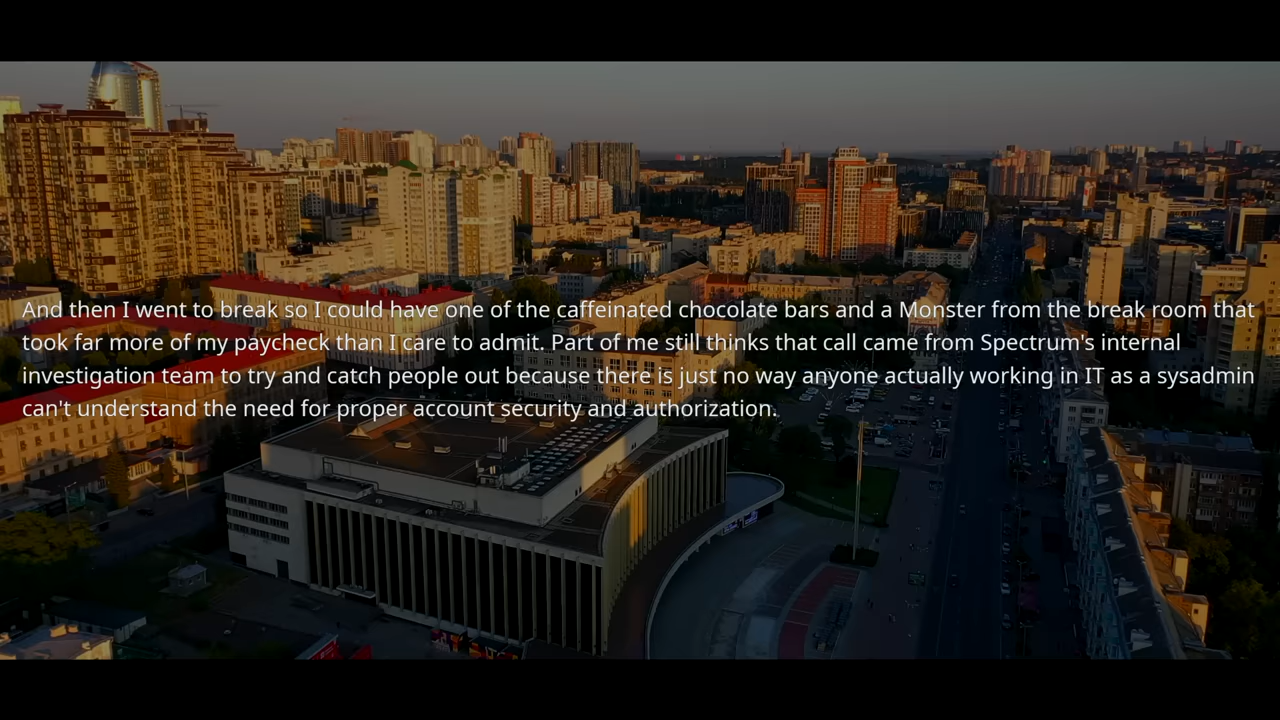 And then I went to break so I could have one of the caffeinated chocolate bars and a Monster from the break room that
took far more of my paycheck than I care to admit. Part of me still thinks that call came from Spectrum's internal
investigation team to try and catch people out because there is just no way anyone actually working in IT as a sysadmin
can't understand the need for proper account security and authorization.